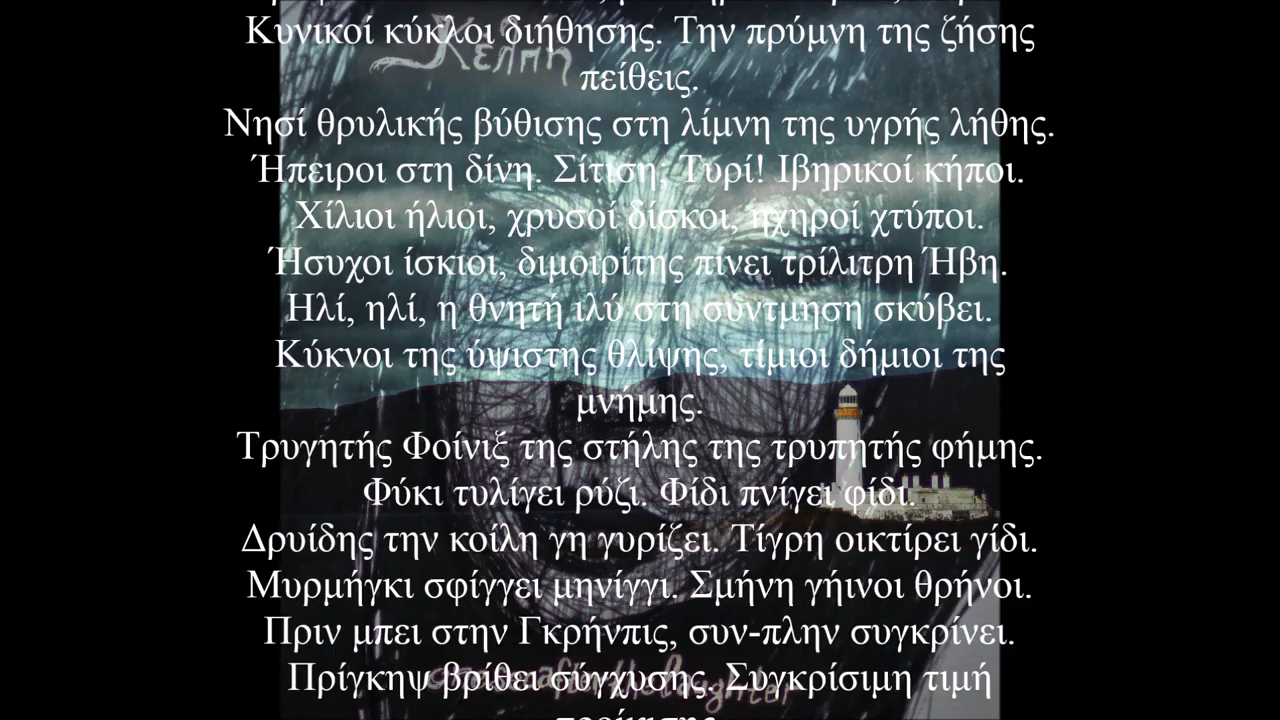 Κυνικοί κύκλοι διήθησης. Την πρύμνη της ζήσης
πείθεις.
Νησί θρυλικής βύθισης στη λίμνη της υγρής λήθης.
Ήπειροι στη δίνη. Σίτιση; Τυρί! Ιβηρικοί κήποι.
Χίλιοι ήλιοι, χρυσοί δίσκοι, ηχηροί χτύποι.
Ήσυχοι ίσκιοι, διμοιρίτης πίνει τρίλιτρη Ήβη.
Ηλί, ηλί, η θνητή ιλύ στη σύντμηση σκύβει.
Κύκνοι της ύψιστης θλίψης, τίμιοι δήμιοι της
μνήμης.
Τρυγητής Φοίνιξ της στήλης της τρυπητής φήμης.
Φύκι τυλίγει ρύζι. Φίδι πνίγει φίδι.
Δρυίδης την κοίλη γη γυρίζει. Τίγρη οικτίρει γίδι.
Μυρμήγκι σφίγγει μηνίγγι. Σμήνη γήινοι θρήνοι.
Πριν μπει στην Γκρήνπις, συν-πλην συγκρίνει.
Πρίγκηψ βρίθει σύγχυσης. Συγκρίσιμη τιμή
Κέλπη